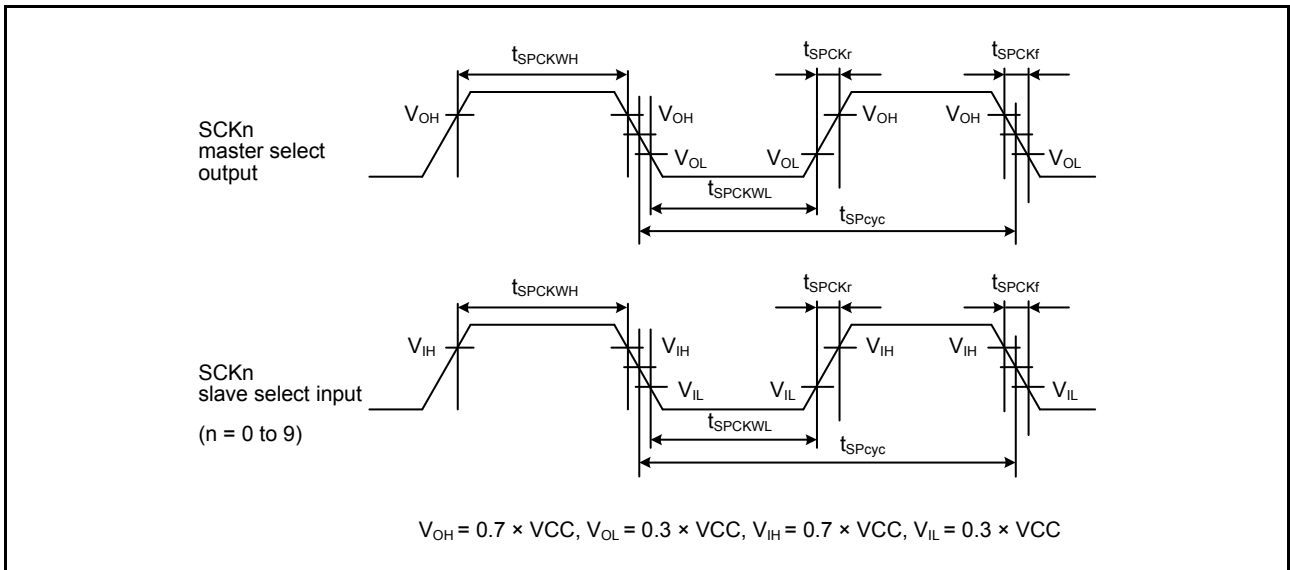 tSPCKWH tSPCKr tSPCKf
VOH VOH VOH VOH
SCKn
master select
output
VOL VOL VOL
tSPCKWL
tSPcyc
tSPCKWH tSPCKr tSPCKf
VIH VIH VIH VIH
SCKn
slave select input
VIL VIL VIL
(n = 0 to 9)
tSPCKWL
tSPcyc
VOH = 0.7 × VCC, VOL = 0.3 × VCC, VIH = 0.7 × VCC, VIL = 0.3 × VCC